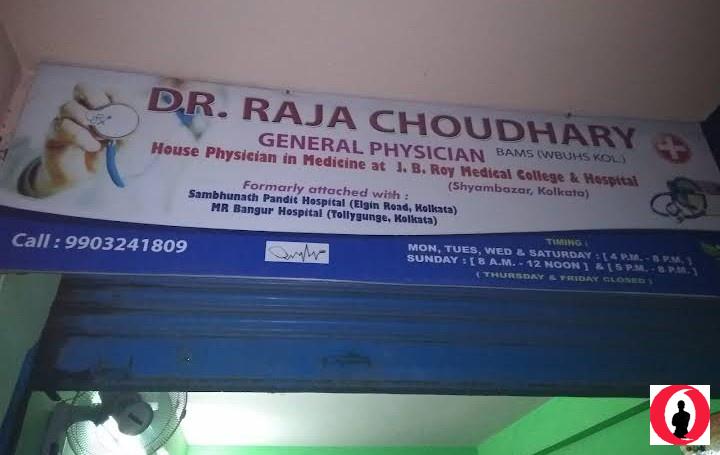 DR. RAJA CHOUDHARY
GENERAL PHYSICIAN BAMS (WBUHS KOL.)
House Physician in Medicine at J. B. Roy Medical College & Hospital
(Shyambazar, Kolkata)
Formarly attached with :
Sambhunath Pandit Hospital (Elgin Road, Kolkata)
MR Bangur Hospital (Tollygunge, Kolkata)
Call : 9903241809
TIMING :
MON, TUES, WED & SATURDAY : [ 4 P.M. - 8 P.M. ]
SUNDAY : [ 8 A.M. - 12 NOON ] & [ 5 P.M. - 8 P.M. ]
( THURSDAY & FRIDAY CLOSED )